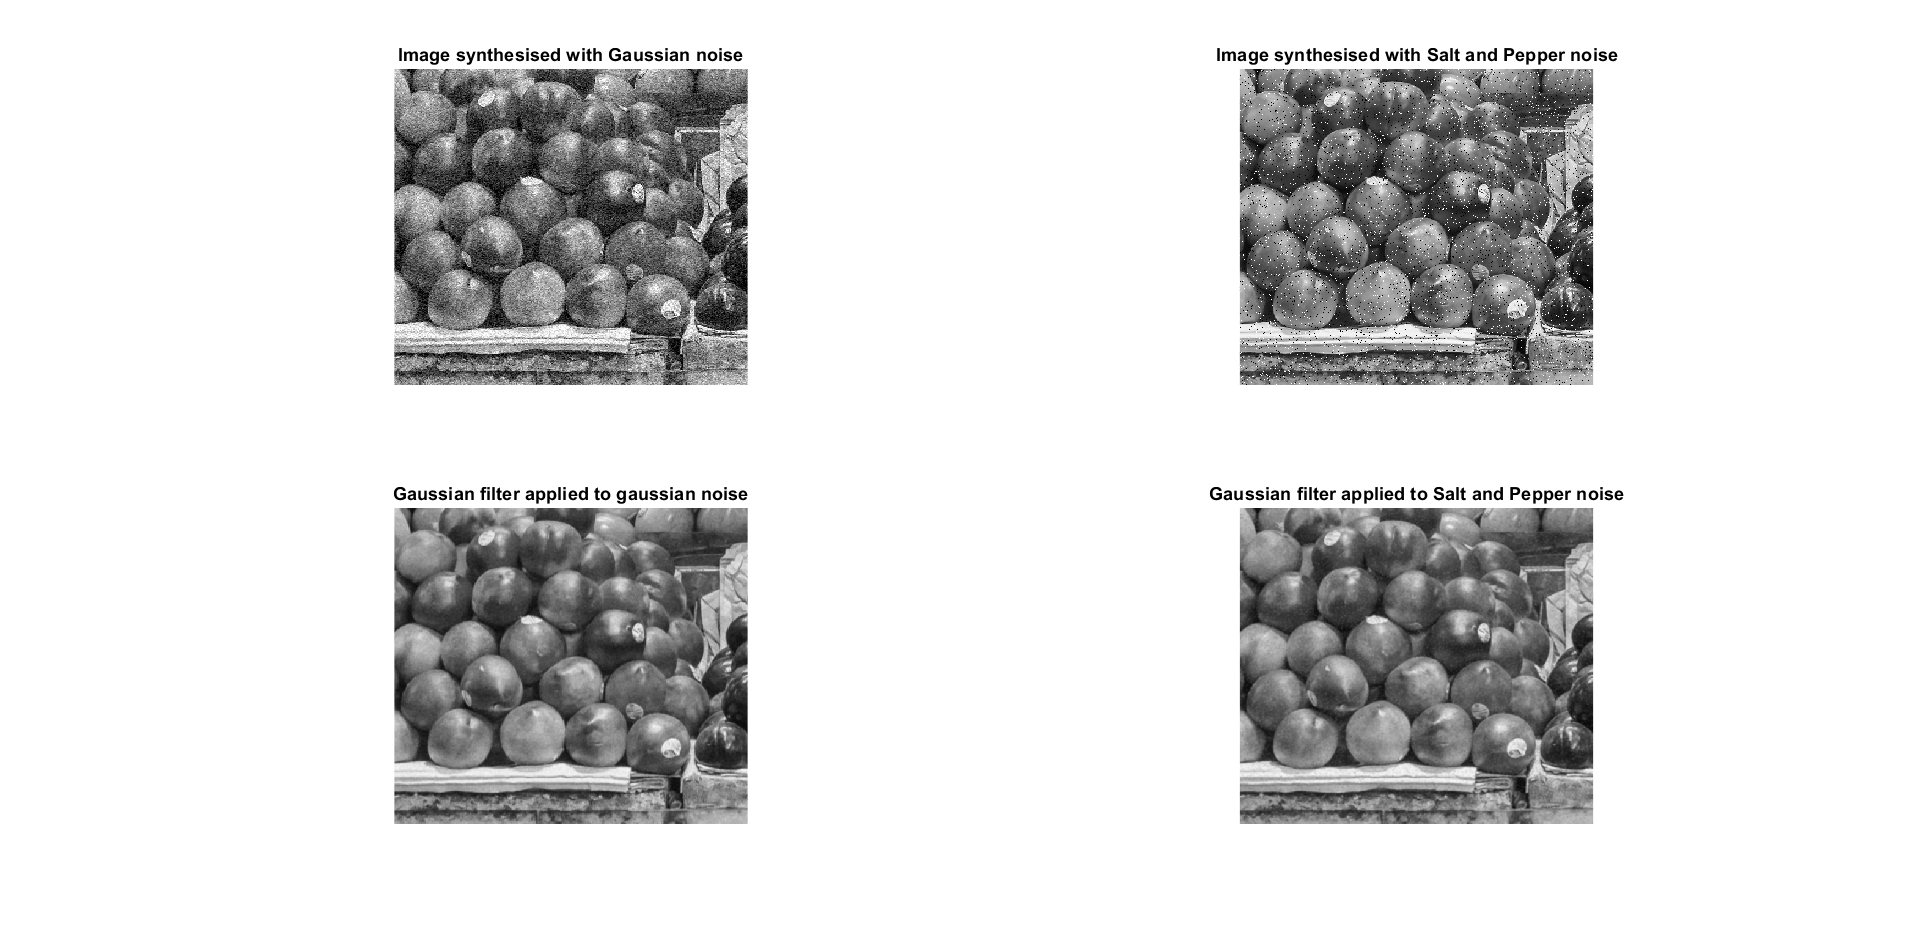 Image synthesised with Gaussian noise
Image synthesised with Salt and Pepper noise
Gaussian filter applied to gaussian noise
Gaussian filter applied to Salt and Pepper noise